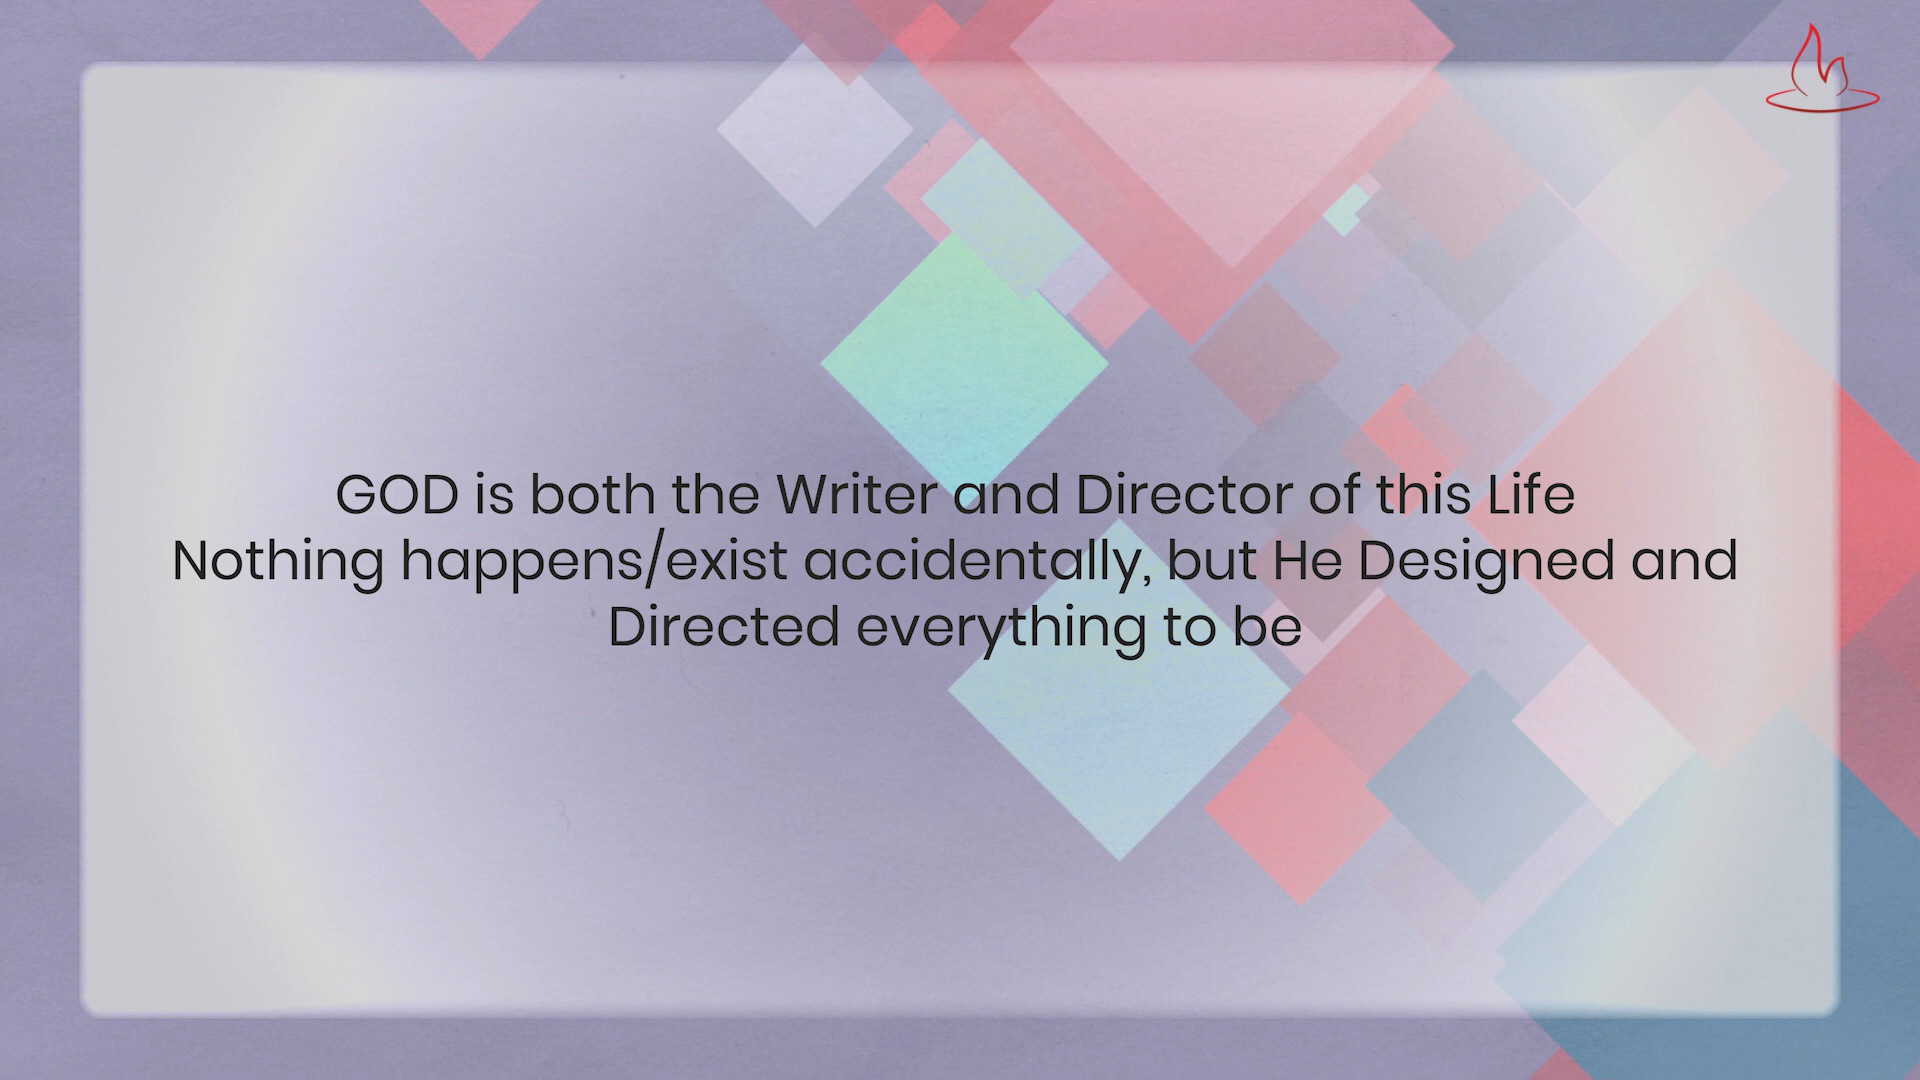 GOD is both the Writer and Director of this Life
Nothing happens/exist accidentally, but He Designed and
Directed everything to be